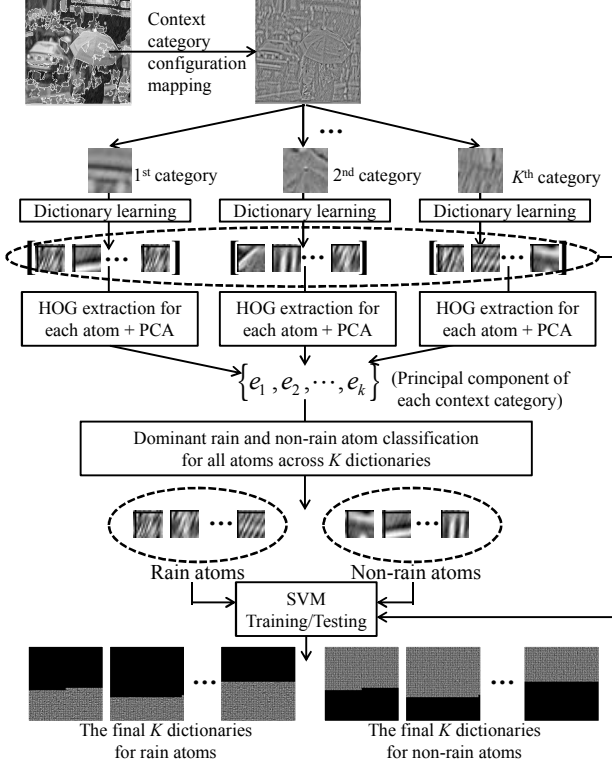 Context
category
configuration
mapping
...
1st category
2nd category
Kth category
Dictionary learning
Dictionary learning
Dictionary learning
[ ... ]
[ ... ]
[ ... ]
HOG extraction for
each atom + PCA
HOG extraction for
each atom + PCA
HOG extraction for
each atom + PCA
{e1 , e2 , ⋯, ek}
(Principal component of
each context category)
Dominant rain and non-rain atom classification
for all atoms across K dictionaries
...
...
Rain atoms
Non-rain atoms
SVM
Training/Testing
...
...
The final K dictionaries
for rain atoms
The final K dictionaries
for non-rain atoms